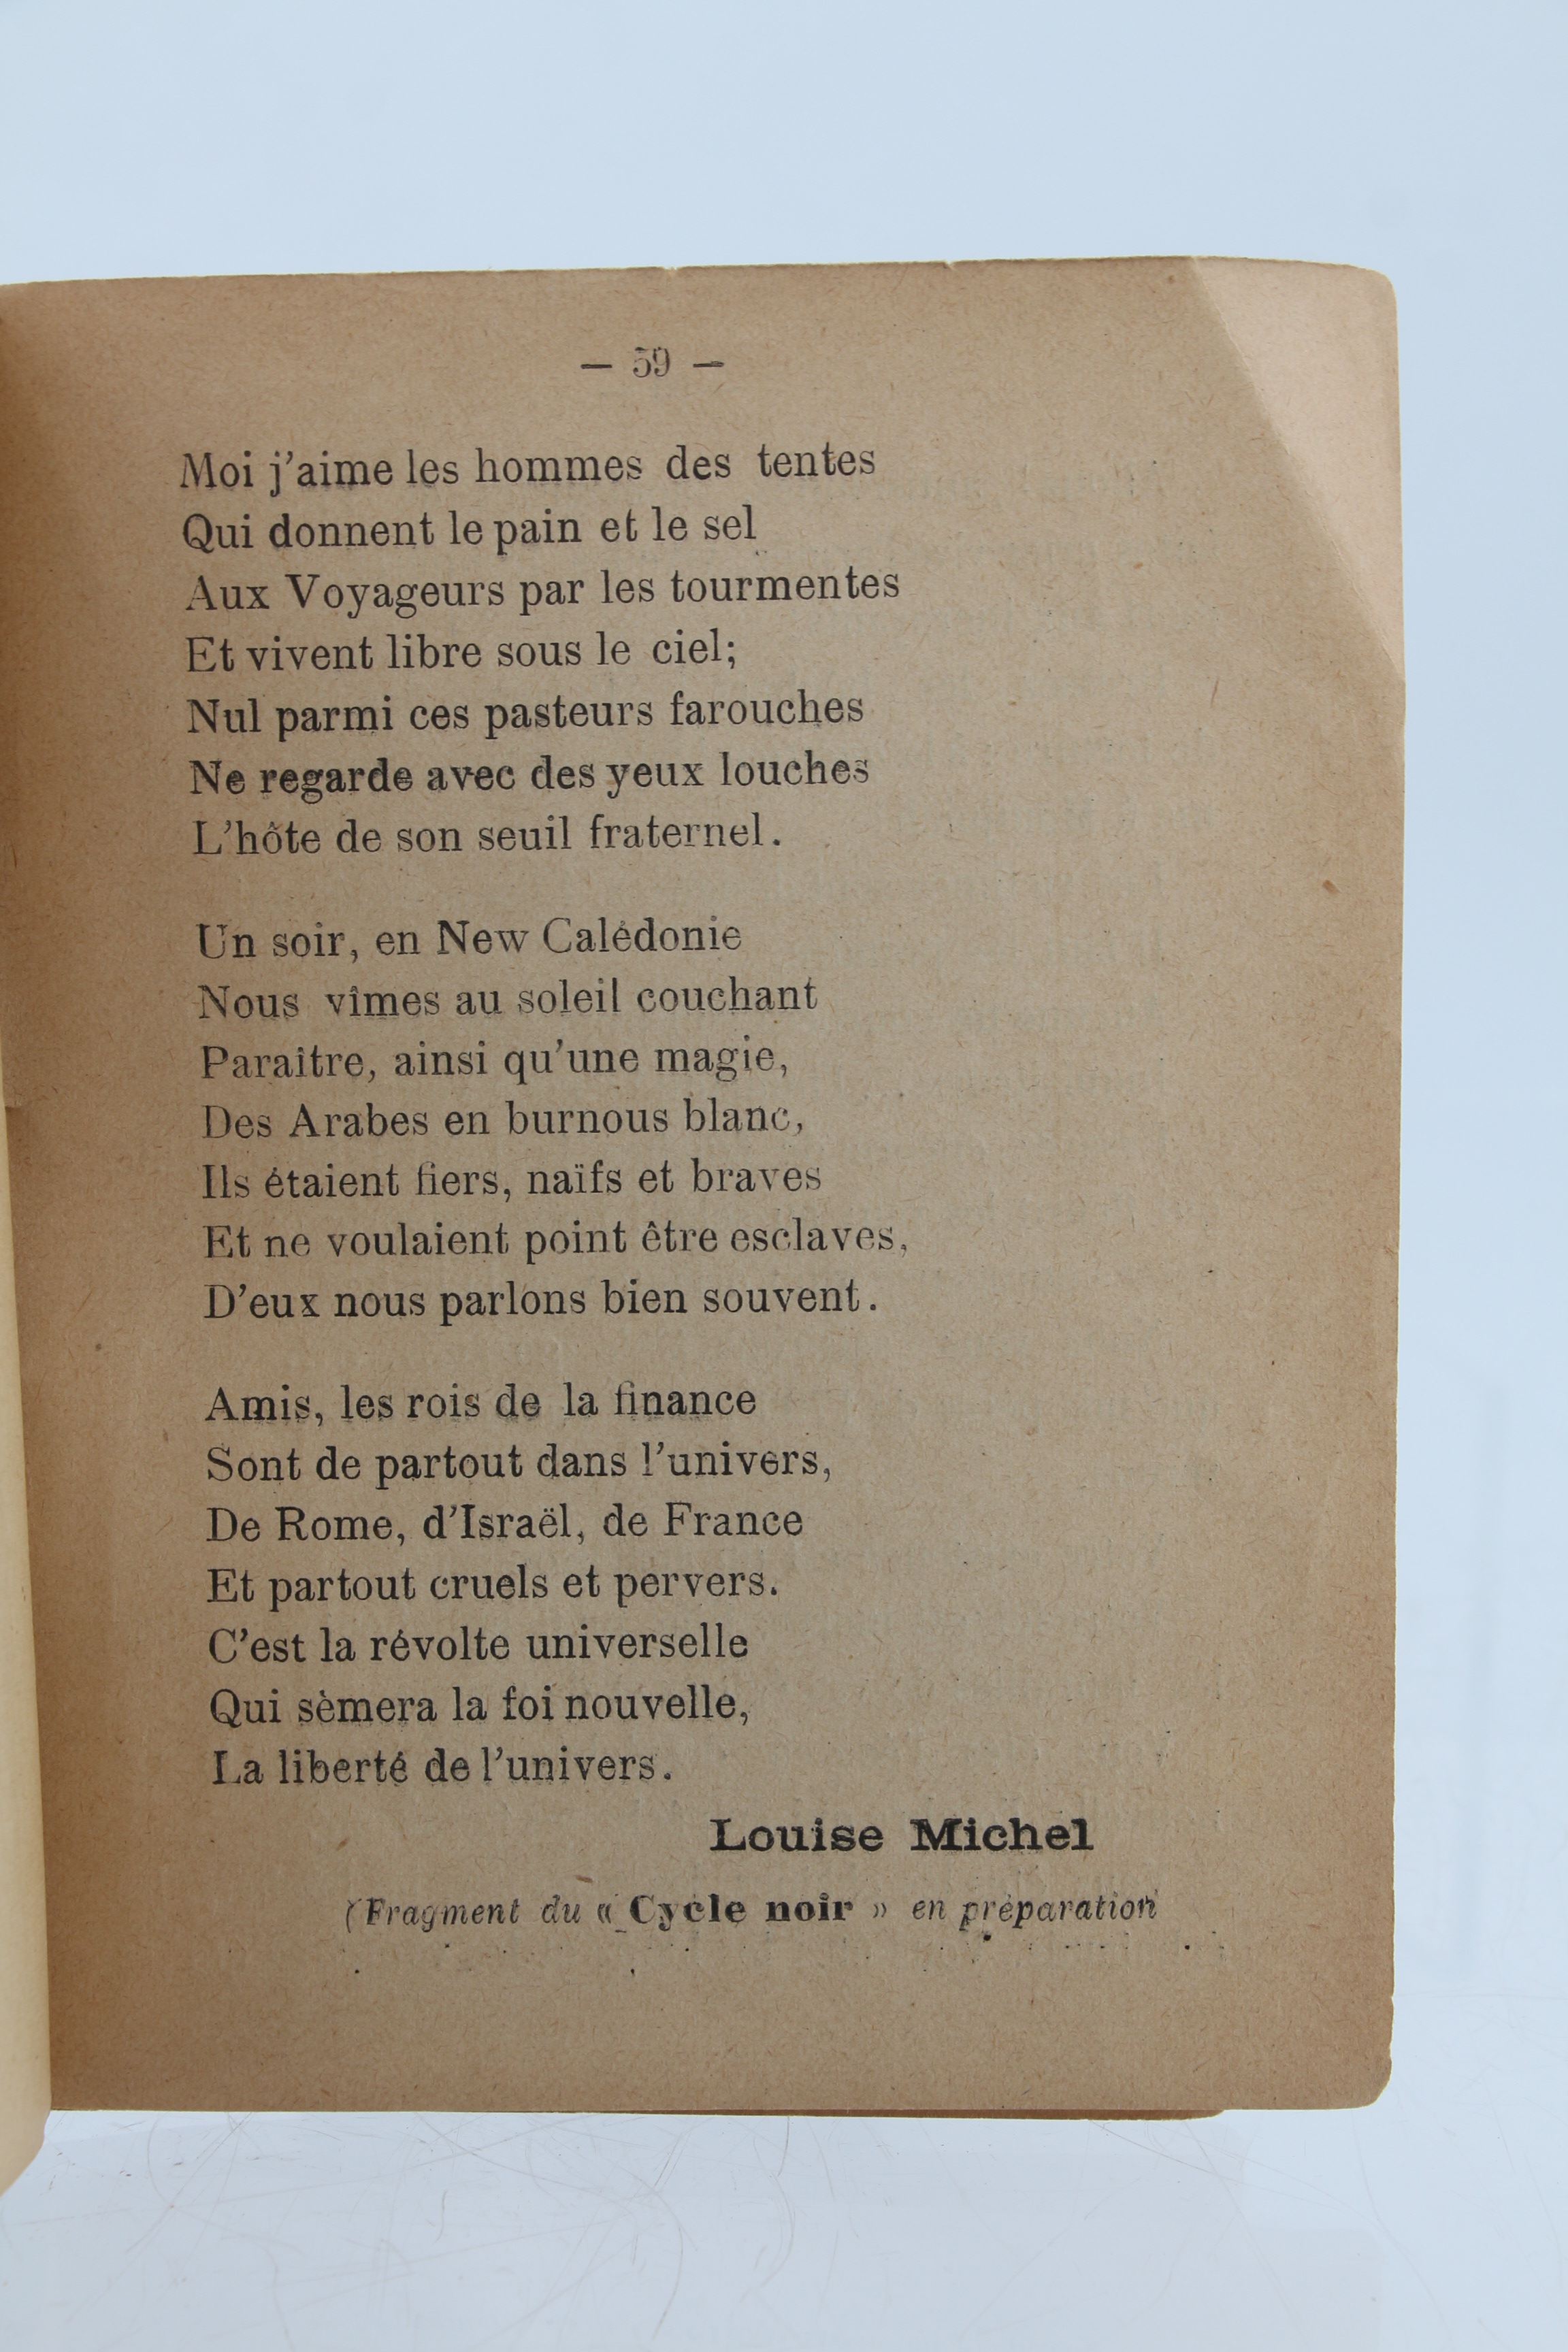 — 59 —
Moi j'aime les hommes des tentes
Qui donnent le pain et le sel
Aux Voyageurs par les tourmentes
Et vivent libre sous le ciel;
Nul parmi ces pasteurs farouches
Ne regarde avec des yeux louches
L'hôte de son seuil fraternel.
Un soir, en New Calédonie
Nous vîmes au soleil couchant
Paraître, ainsi qu'une magie,
Des Arabes en burnous blanc,
Ils étaient fiers, naïfs et braves
Et ne voulaient point être esclaves,
D'eux nous parlons bien souvent.
Amis, les rois de la finance
Sont de partout dans l'univers,
De Rome, d'Israël, de France
Et partout cruels et pervers.
C'est la révolte universelle
Qui sèmera la foi nouvelle,
La liberté de l'univers.
Louise Michel
(Fragment du « Cycle noir » en préparation